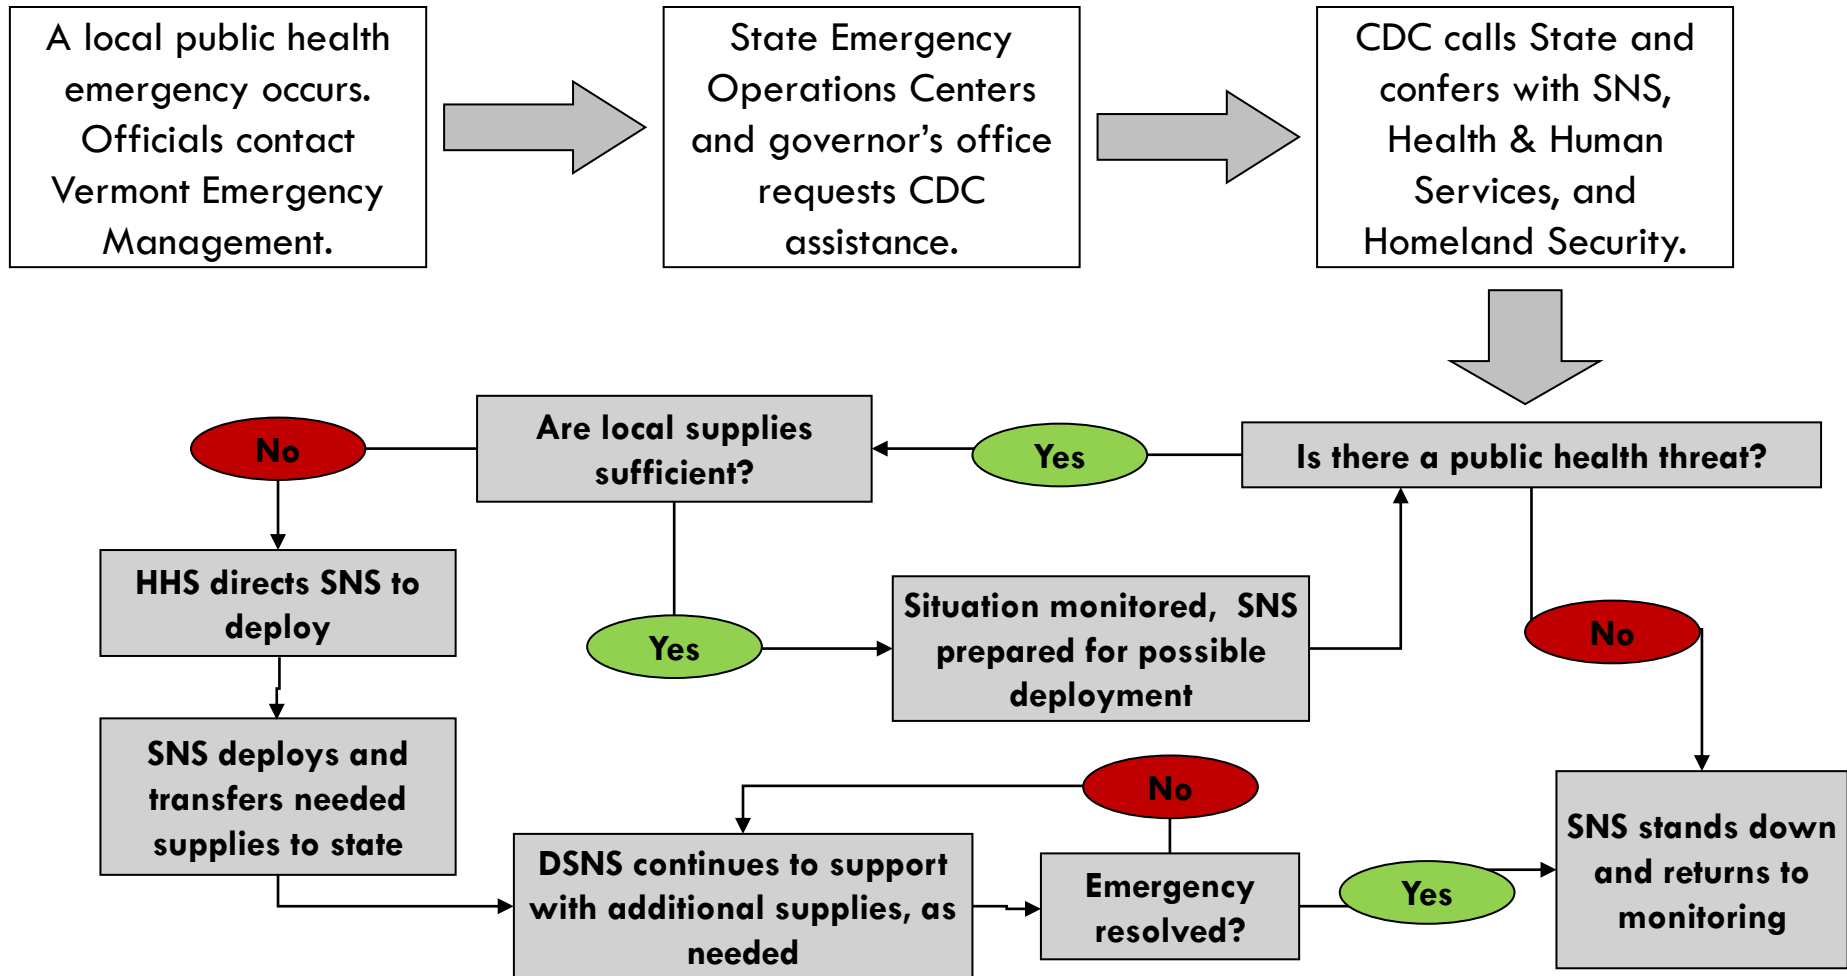 A local public health
emergency occurs.
Officials contact
Vermont Emergency
Management.
State Emergency
Operations Centers
and governor’s office
requests CDC
assistance.
CDC calls State and
confers with SNS,
Health & Human
Services, and
Homeland Security.
Is there a public health threat?
Yes
Are local supplies
sufficient?
No
HHS directs SNS to
deploy
Yes
Situation monitored, SNS
prepared for possible
deployment
No
SNS deploys and
transfers needed
supplies to state
DSNS continues to support
with additional supplies, as
needed
No
Emergency
resolved?
Yes
SNS stands down
and returns to
monitoring